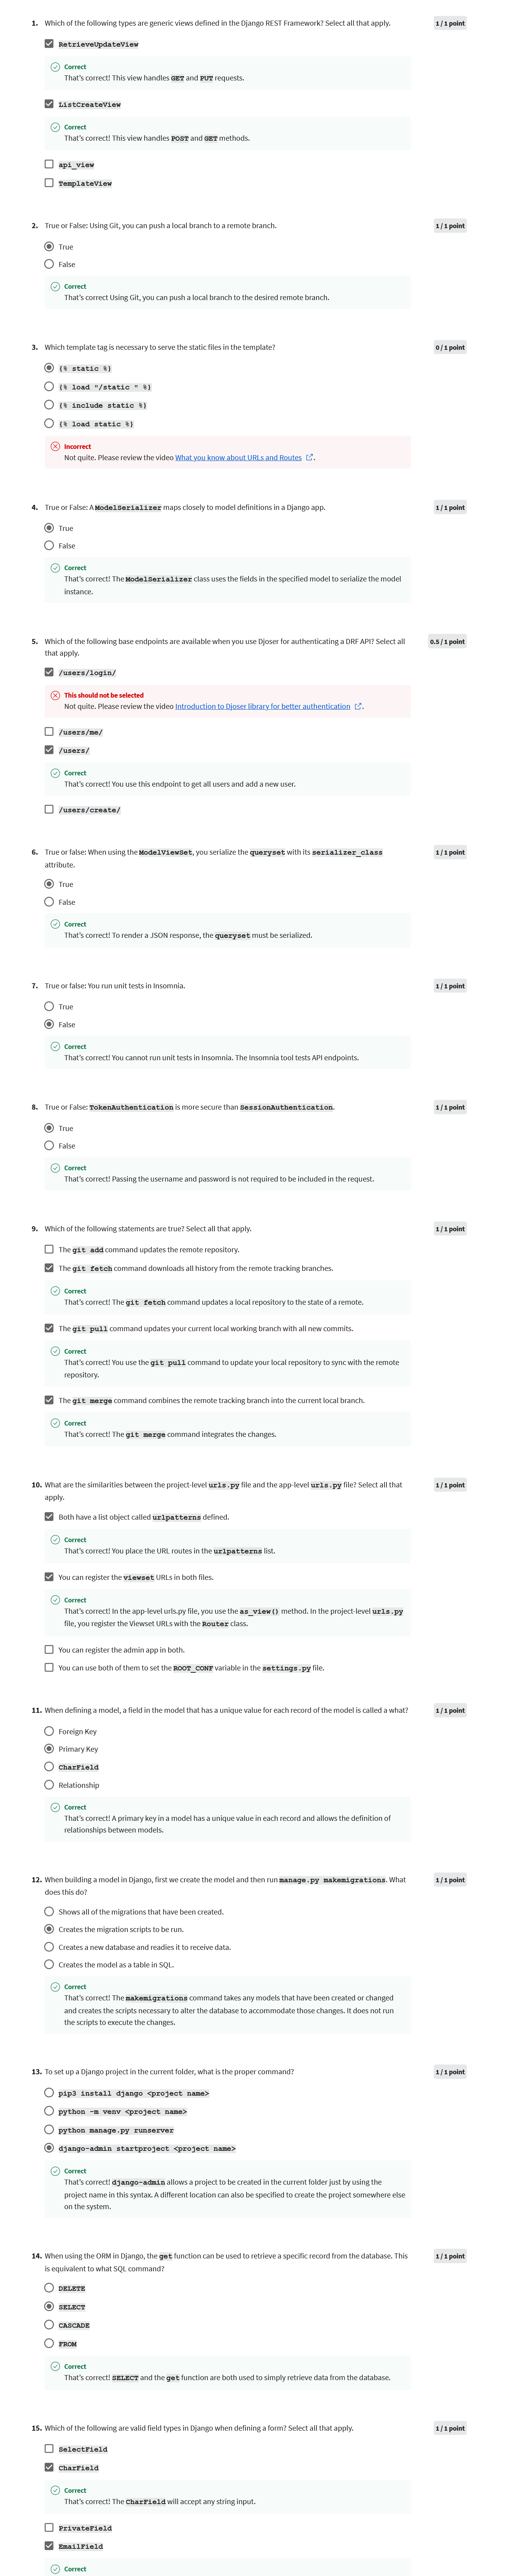 1. Which of the following types are generic views defined in the Django REST Framework? Select all that apply.
1 / 1 point
RetrieveUpdateView
Correct
That's correct! This view handles GET and PUT requests.
ListCreateView
Correct
That's correct! This view handles POST and GET methods.
api_view
TemplateView
2. True or False: Using Git, you can push a local branch to a remote branch.
1 / 1 point
True
False
Correct
That's correct Using Git, you can push a local branch to the desired remote branch.
3. Which template tag is necessary to serve the static files in the template?
0 / 1 point
{% static %}
{% load "/static " %}
{% include static %}
{% load static %}
Incorrect
Not quite. Please review the video What you know about URLs and Routes .
4. True or False: A ModelSerializer maps closely to model definitions in a Django app.
1 / 1 point
True
False
Correct
That's correct! The ModelSerializer class uses the fields in the specified model to serialize the model
instance.
5. Which of the following base endpoints are available when you use Djoser for authenticating a DRF API? Select all
that apply.
0.5 / 1 point
/users/login/
This should not be selected
Not quite. Please review the video Introduction to Djoser library for better authentication .
/users/me/
/users/
Correct
That's correct! You use this endpoint to get all users and add a new user.
/users/create/
6. True or false: When using the ModelViewSet, you serialize the queryset with its serializer_class
attribute.
1 / 1 point
True
False
Correct
That's correct! To render a JSON response, the queryset must be serialized.
7. True or false: You run unit tests in Insomnia.
1 / 1 point
True
False
Correct
That's correct! You cannot run unit tests in Insomnia. The Insomnia tool tests API endpoints.
8. True or False: TokenAuthentication is more secure than SessionAuthentication.
1 / 1 point
True
False
Correct
That's correct! Passing the username and password is not required to be included in the request.
9. Which of the following statements are true? Select all that apply.
1 / 1 point
The git add command updates the remote repository.
The git fetch command downloads all history from the remote tracking branches.
Correct
That's correct! The git fetch command updates a local repository to the state of a remote.
The git pull command updates your current local working branch with all new commits.
Correct
That's correct! You use the git pull command to update your local repository to sync with the remote
repository.
The git merge command combines the remote tracking branch into the current local branch.
Correct
That's correct! The git merge command integrates the changes.
10. What are the similarities between the project-level urls.py file and the app-level urls.py file? Select all that
apply.
1 / 1 point
Both have a list object called urlpatterns defined.
Correct
That's correct! You place the URL routes in the urlpatterns list.
You can register the viewset URLs in both files.
Correct
That's correct! In the app-level urls.py file, you use the as_view() method. In the project-level urls.py
file, you register the Viewset URLs with the Router class.
You can register the admin app in both.
You can use both of them to set the ROOT_CONF variable in the settings.py file.
11. When defining a model, a field in the model that has a unique value for each record of the model is called a what?
1 / 1 point
Foreign Key
Primary Key
CharField
Relationship
Correct
That's correct! A primary key in a model has a unique value in each record and allows the definition of
relationships between models.
12. When building a model in Django, first we create the model and then run manage.py makemigrations. What
does this do?
1 / 1 point
Shows all of the migrations that have been created.
Creates the migration scripts to be run.
Creates a new database and readies it to receive data.
Creates the model as a table in SQL.
Correct
That's correct! The makemigrations command takes any models that have been created or changed
and creates the scripts necessary to alter the database to accommodate those changes. It does not run
the scripts to execute the changes.
13. To set up a Django project in the current folder, what is the proper command?
1 / 1 point
pip3 install django <project name>
python -m venv <project name>
python manage.py runserver
django-admin startproject <project name>
Correct
That's correct! django-admin allows a project to be created in the current folder just by using the
project name in this syntax. A different location can also be specified to create the project somewhere else
on the system.
14. When using the ORM in Django, the get function can be used to retrieve a specific record from the database. This
is equivalent to what SQL command?
1 / 1 point
DELETE
SELECT
CASCADE
FROM
Correct
That's correct! SELECT and the get function are both used to simply retrieve data from the database.
15. Which of the following are valid field types in Django when defining a form? Select all that apply.
1 / 1 point
SelectField
CharField
Correct
That's correct! The CharField will accept any string input.
PrivateField
EmailField
Correct